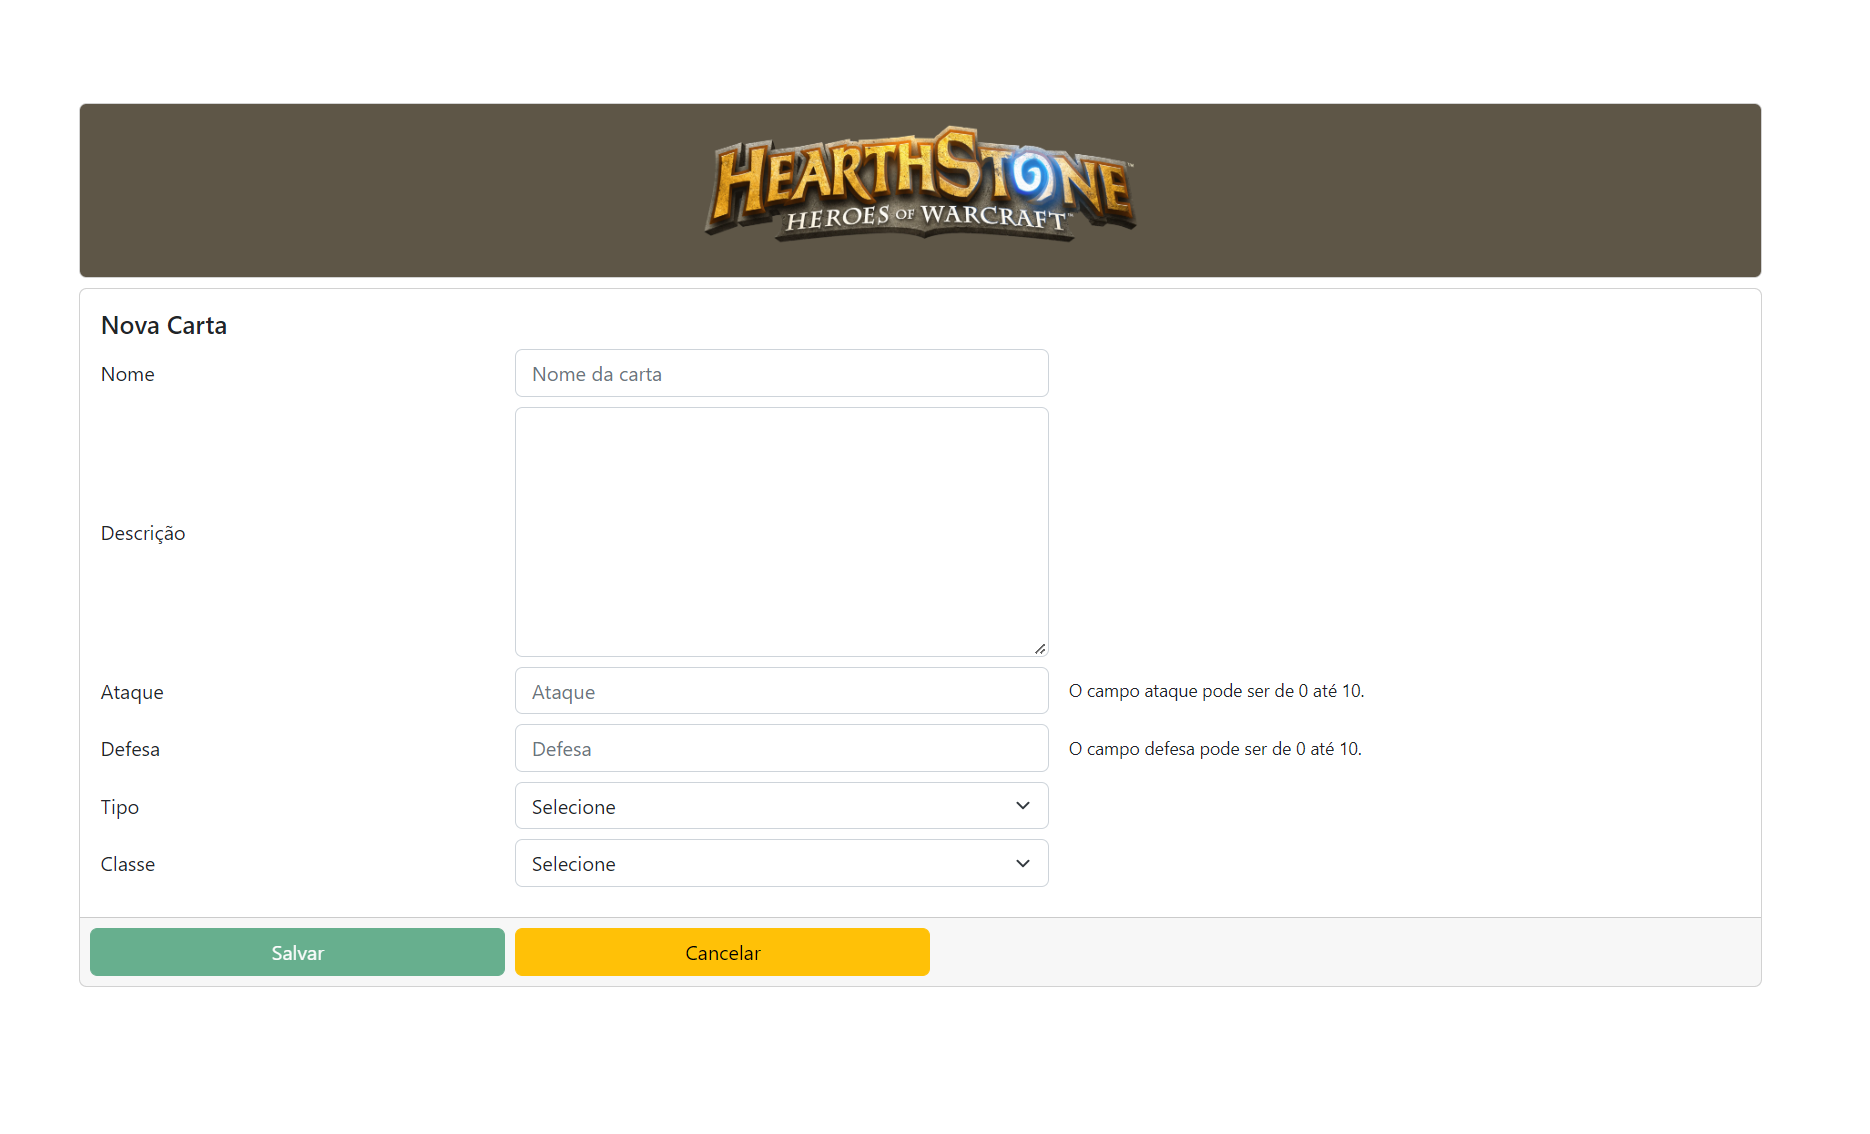 HEARTHSTONE™
HEROES OF WARCRAFT™
Nova Carta
Nome
Nome da carta
Descrição
Ataque
Ataque
O campo ataque pode ser de 0 até 10.
Defesa
Defesa
O campo defesa pode ser de 0 até 10.
Tipo
Selecione
Classe
Selecione
Salvar
Cancelar